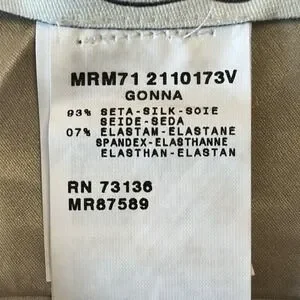 MRM71 2110173V
GONNA
93% SETA-SILK-SOIE
SEIDE-SEDA
07% ELASTAM-ELASTANE
SPANDEX-ELASTHANNE
ELASTHAN-ELASTAN
RN 73136
MR87589